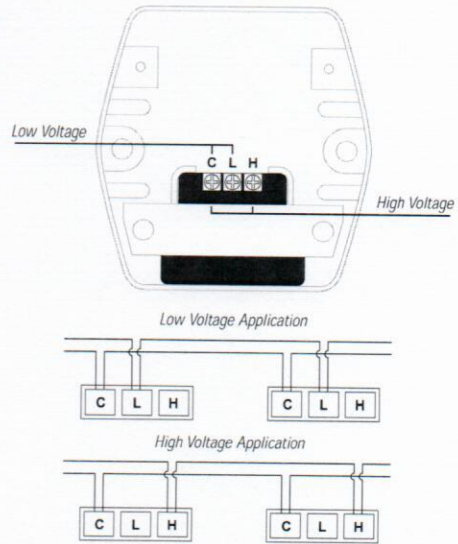 Low Voltage
C L H
High Voltage
Low Voltage Application
C L H C L H
High Voltage Application
C L H C L H